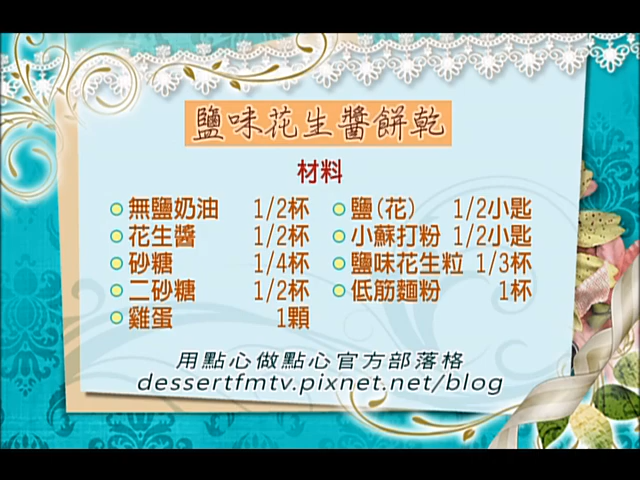 鹽味花生醬餅乾
材料
無鹽奶油 1/2杯
花生醬 1/2杯
砂糖 1/4杯
二砂糖 1/2杯
雞蛋 1顆
鹽(花) 1/2小匙
小蘇打粉 1/2小匙
鹽味花生粒 1/3杯
低筋麵粉 1杯
用點心做點心官方部落格
dessertfmtv.pixnet.net/blog